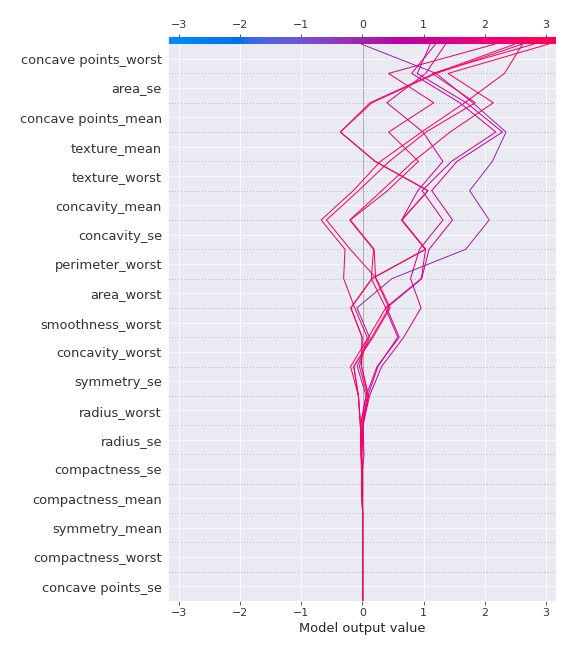 −3 −2 −1 0 1 2 3
concave points_worst
area_se
concave points_mean
texture_mean
texture_worst
concavity_mean
concavity_se
perimeter_worst
area_worst
smoothness_worst
concavity_worst
symmetry_se
radius_worst
radius_se
compactness_se
compactness_mean
symmetry_mean
compactness_worst
concave points_se
−3 −2 −1 0 1 2 3
Model output value